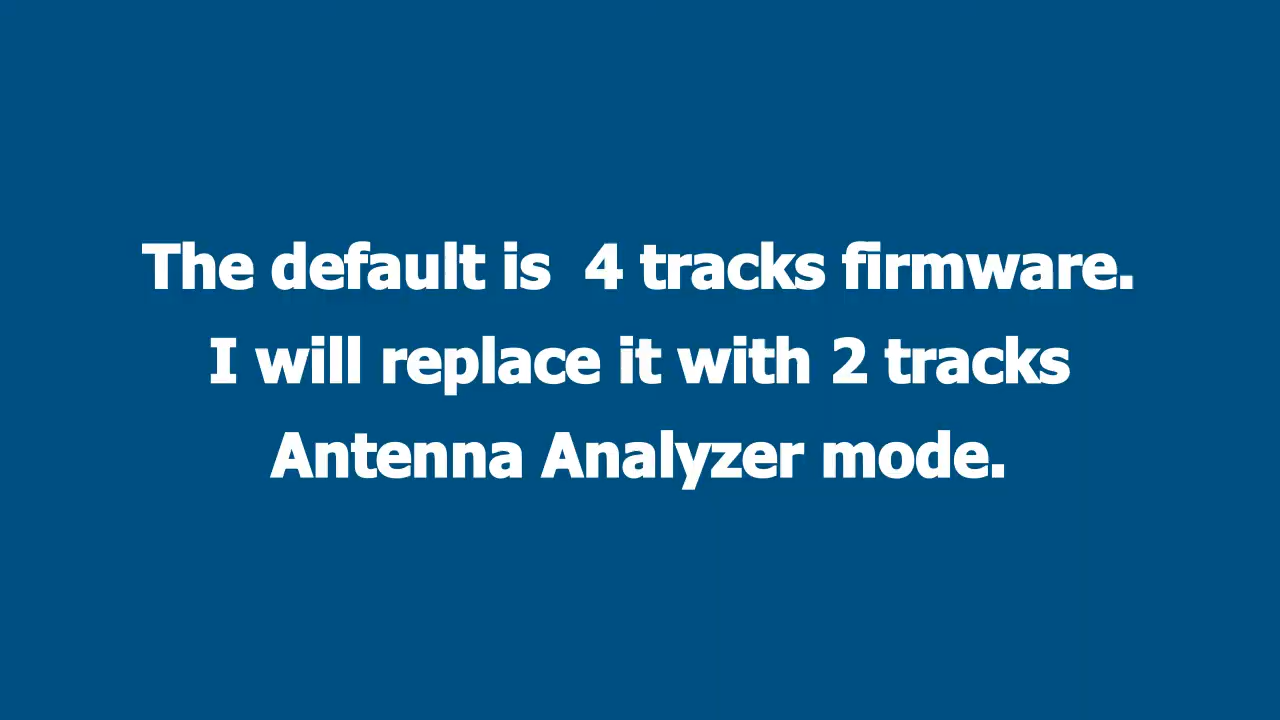 The default is  4 tracks firmware.
I will replace it with 2 tracks
Antenna Analyzer mode.